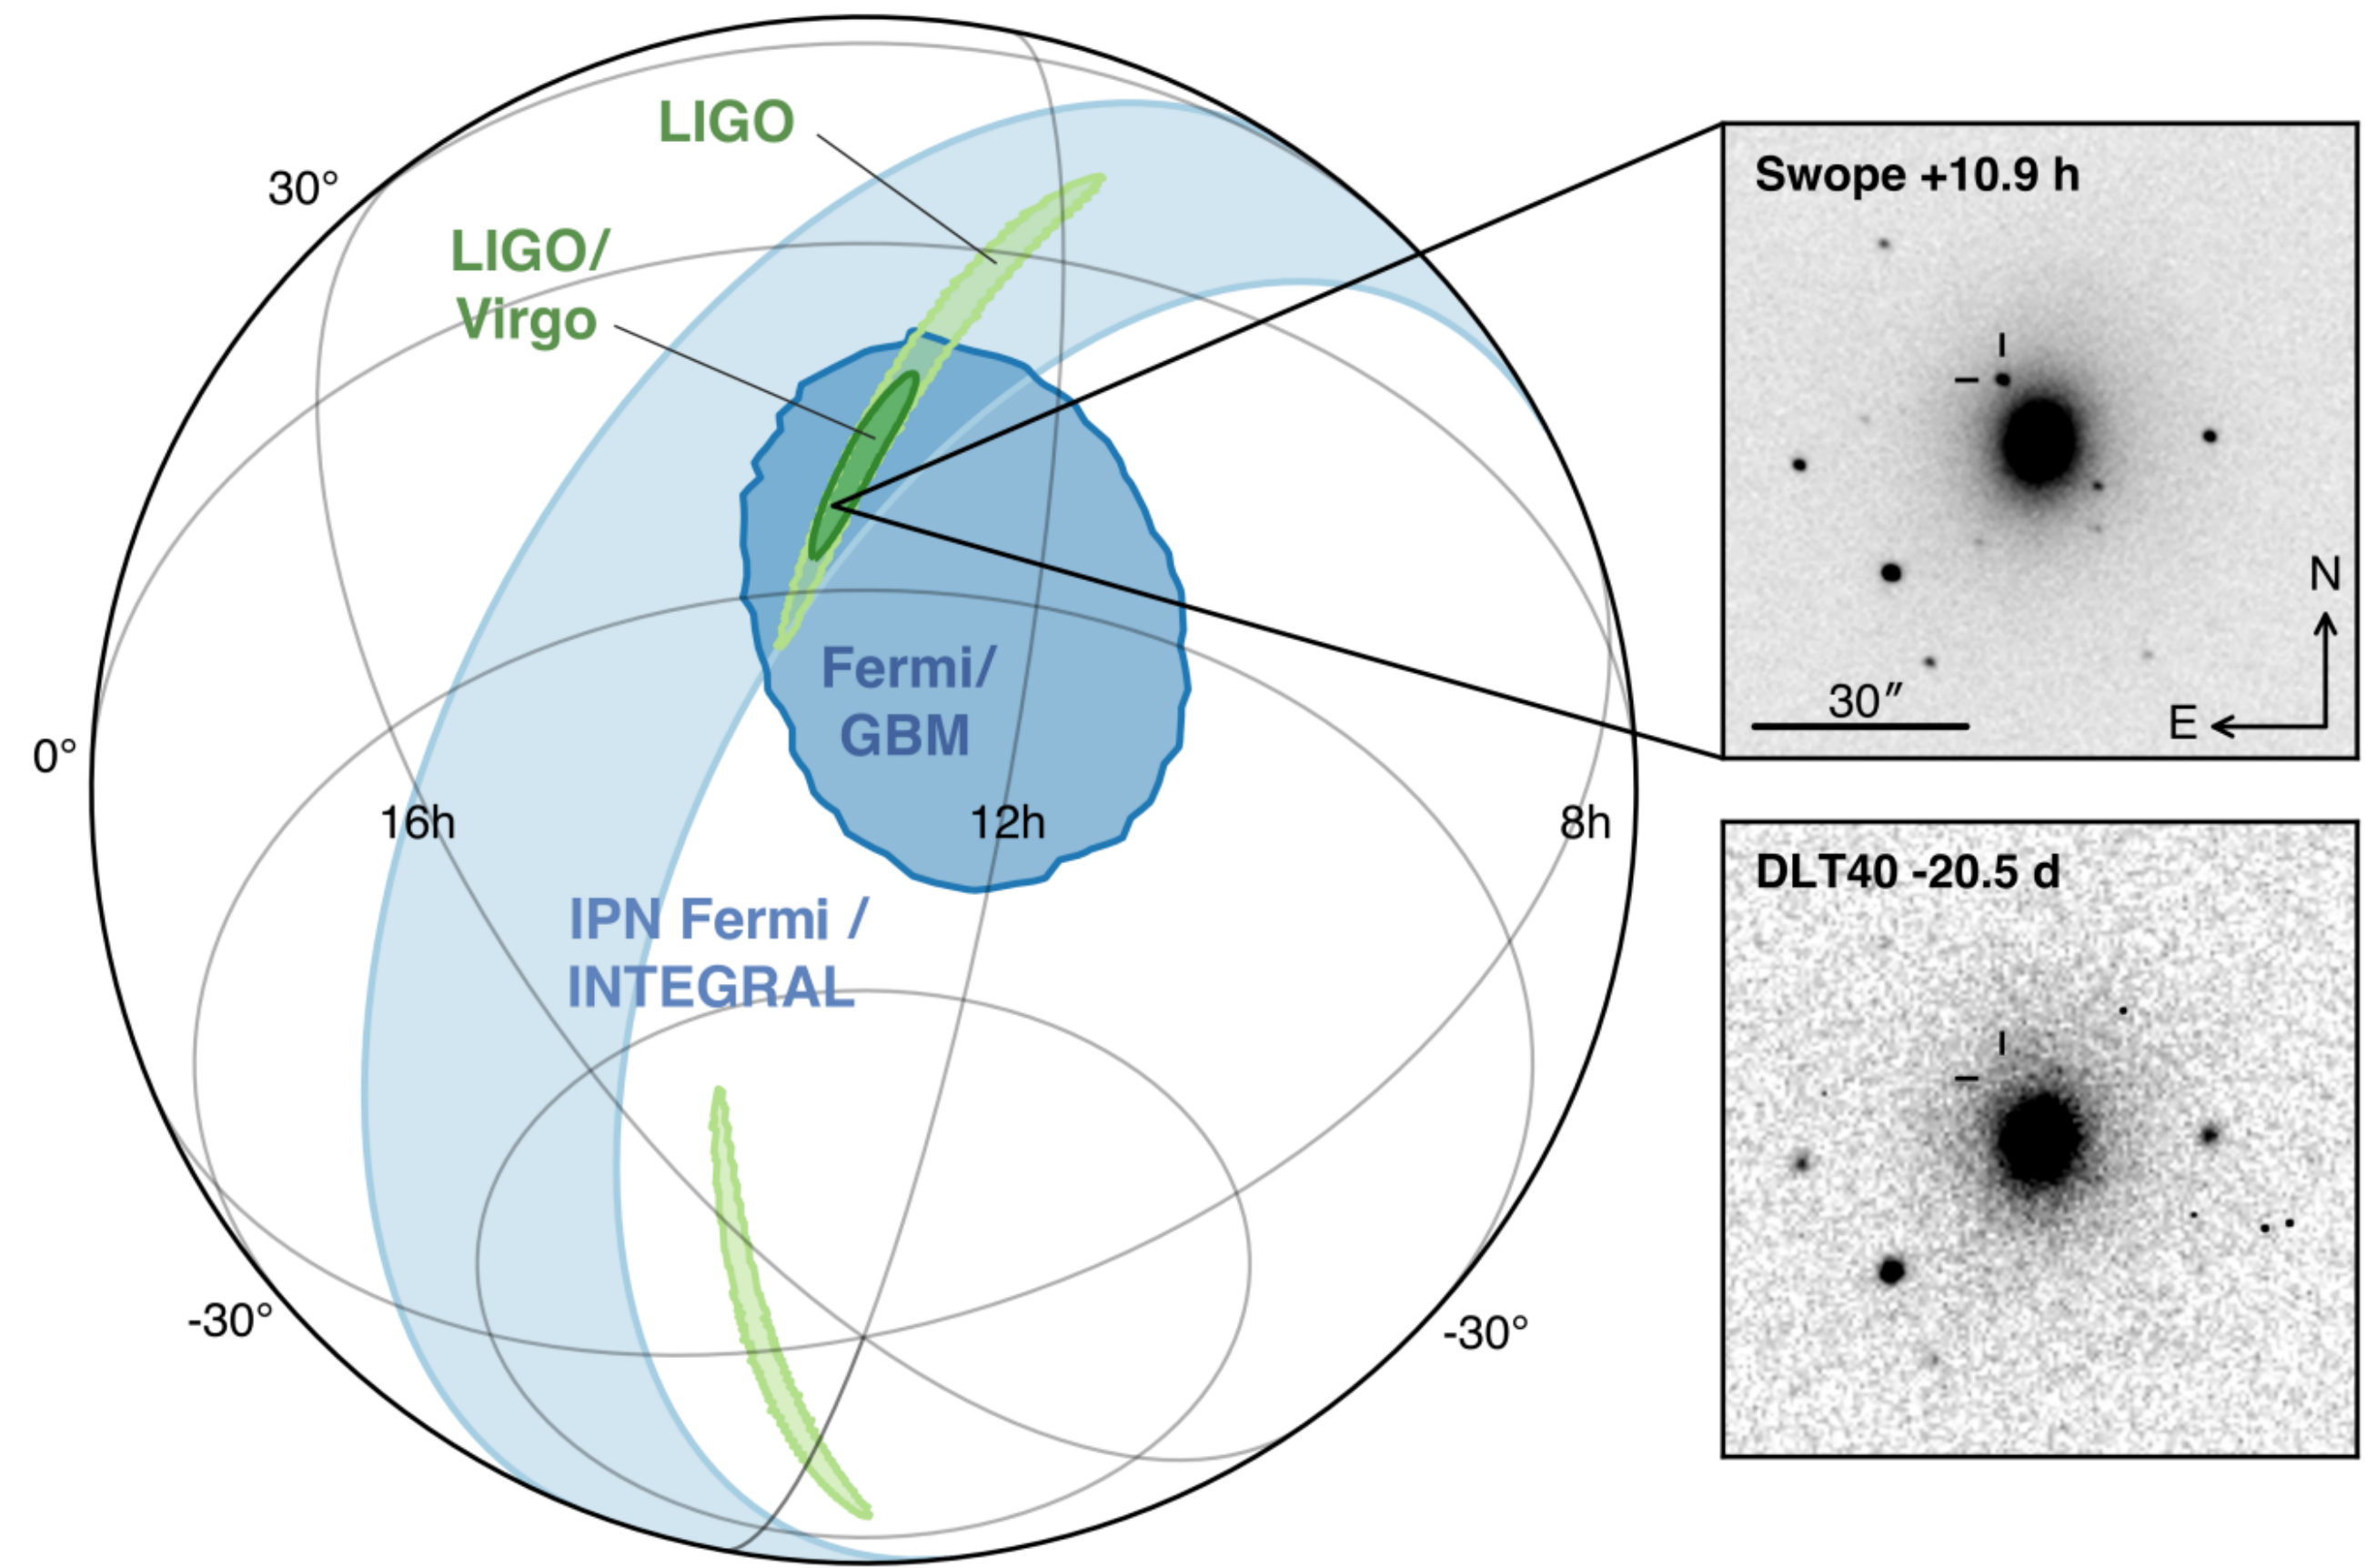 LIGO
30°
LIGO/
Virgo
0°
16h
12h
8h
Fermi/
GBM
IPN Fermi /
INTEGRAL
-30°
-30°
Swope +10.9 h
N
30″
E
DLT40 -20.5 d